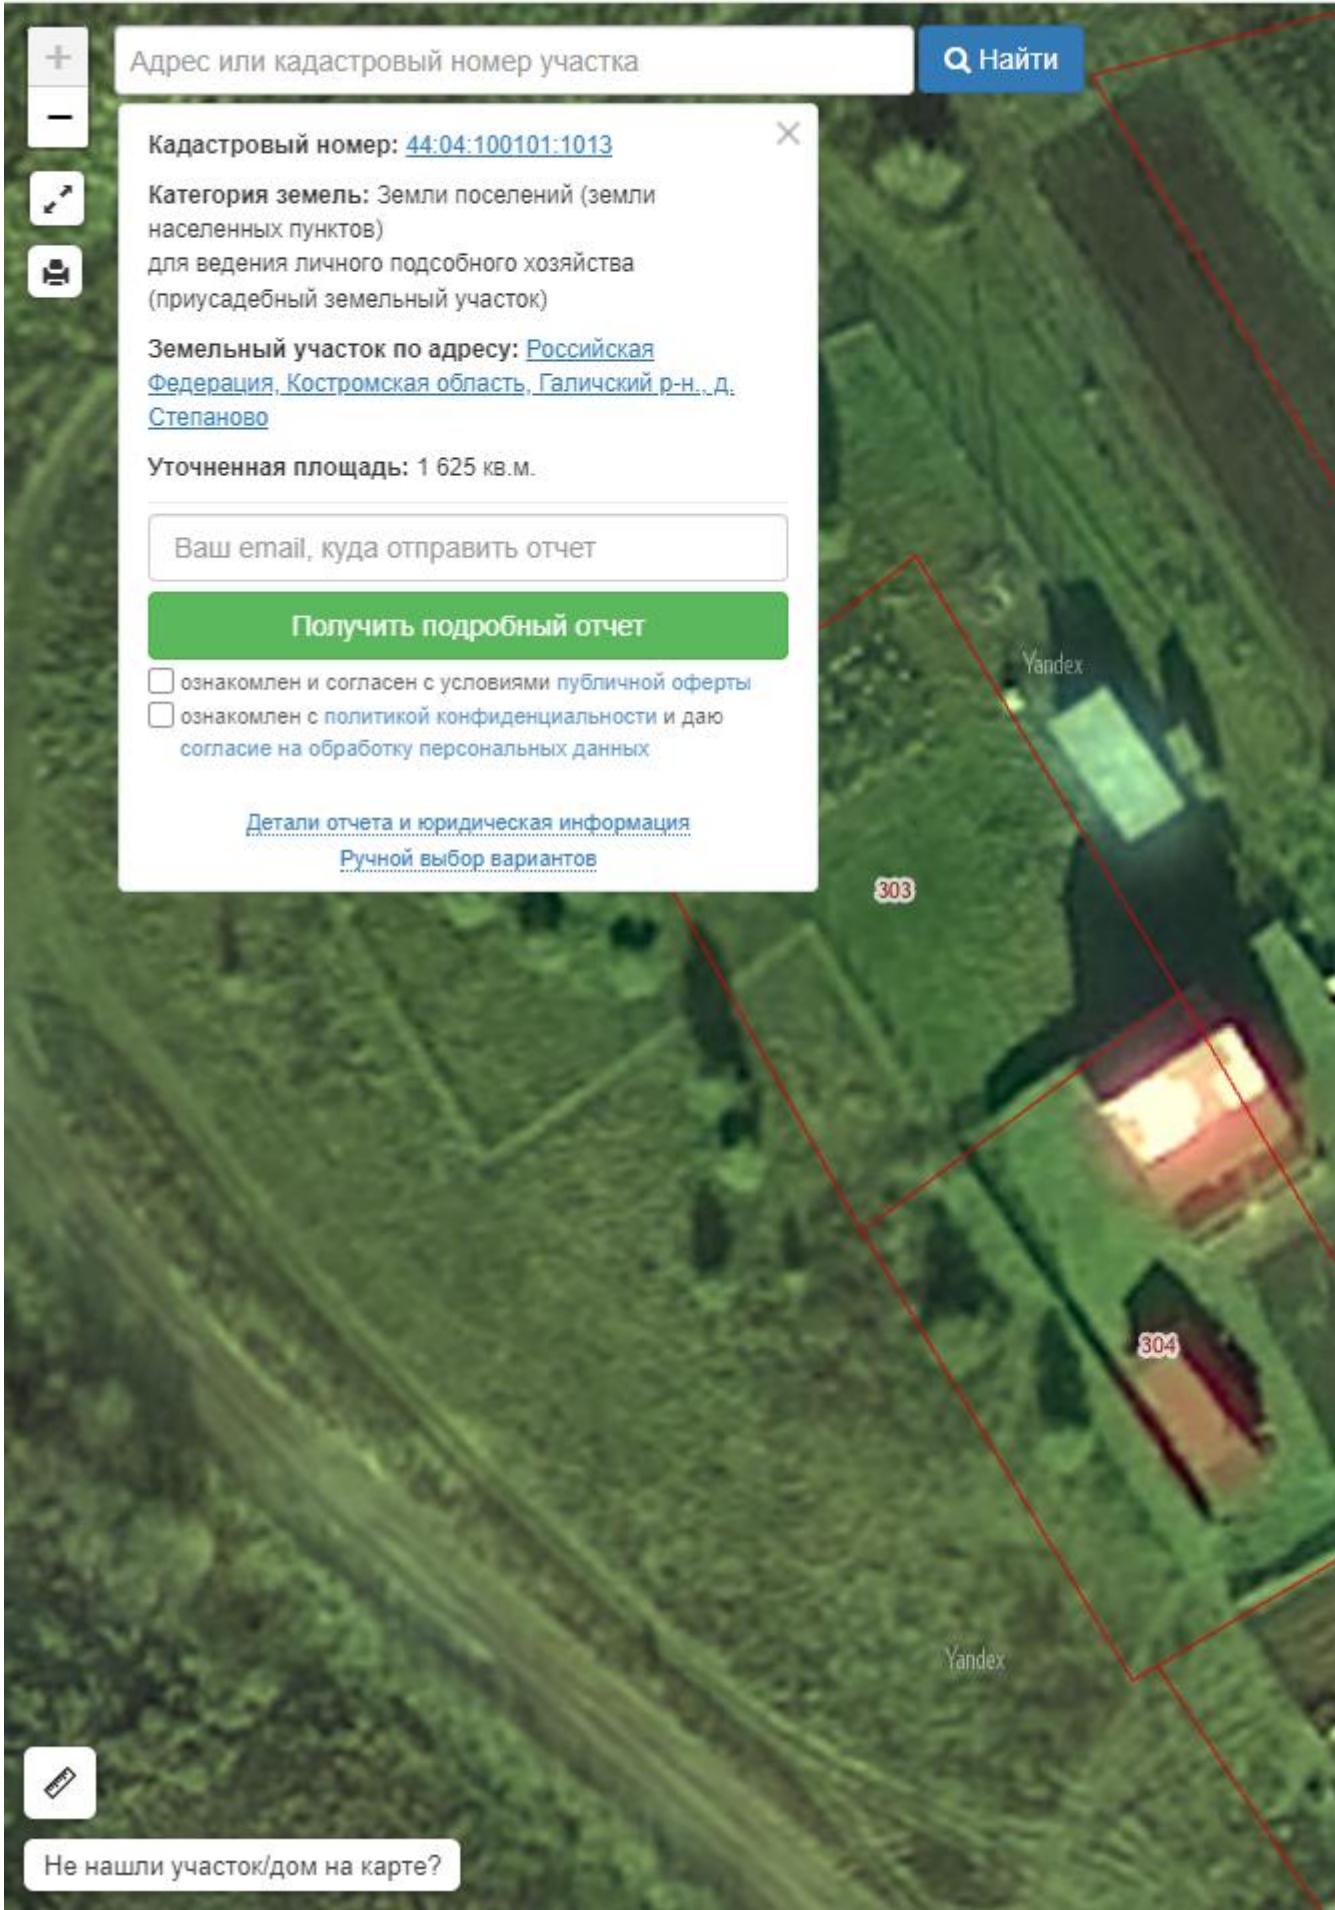 Адрес или кадастровый номер участка
Найти
Кадастровый номер: 44:04:100101:1013
Категория земель: Земли поселений (земли
населенных пунктов)
для ведения личного подсобного хозяйства
(приусадебный земельный участок)
Земельный участок по адресу: Российская
Федерация, Костромская область, Галичский р-н., д.
Степаново
Уточненная площадь: 1 625 кв.м.
Ваш email, куда отправить отчет
Получить подробный отчет
ознакомлен и согласен с условиями публичной оферты
ознакомлен с политикой конфиденциальности и даю
согласие на обработку персональных данных
Детали отчета и юридическая информация
Ручной выбор вариантов
Yandex
303
304
Yandex
Не нашли участок/дом на карте?